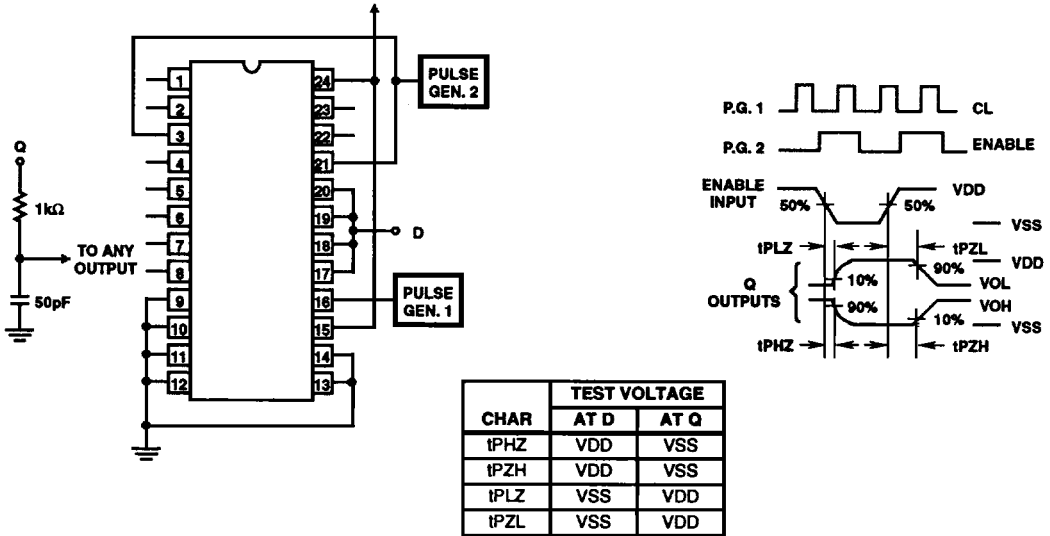 1
2
3
4
5
6
7
8
9
10
11
12
24
23
22
21
20
19
18
17
16
15
14
13
PULSE
GEN. 2
PULSE
GEN. 1
D
Q
1kΩ
50pF
TO ANY
OUTPUT
P.G. 1 CL
P.G. 2 ENABLE
ENABLE
INPUT
50% 50%
VDD
VSS
tPLZ tPZL
Q
OUTPUTS
10% 90%
VDD
VOL
90% 10%
VOH
VSS
tPHZ tPZH
CHAR TEST VOLTAGE
AT D AT Q
tPHZ VDD VSS
tPZH VDD VSS
tPLZ VSS VDD
tPZL VSS VDD